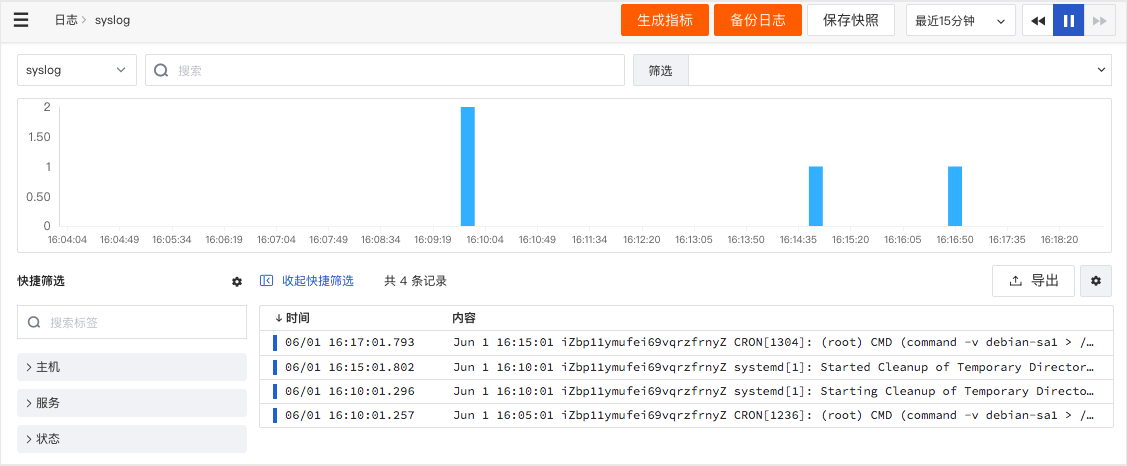 日志 > syslog 生成指标 备份日志 保存快照 最近15分钟
syslog 搜索 筛选
2
1.50
1
0.50
0
16:04:04 16:04:49 16:05:34 16:06:19 16:07:04 16:07:49 16:08:34 16:09:19 16:10:04 16:10:49 16:11:34 16:12:20 16:13:05 16:13:50 16:14:35 16:15:20 16:16:05 16:16:50 16:17:35 16:18:20
快捷筛选 收起快捷筛选 共 4 条记录 导出
搜索标签
主机
服务
状态
时间 内容
06/01 16:17:01.793 Jun 1 16:15:01 iZbp11ymufei69vqrzfrnyZ CRON[1304]: (root) CMD (command -v debian-sa1 > /...
06/01 16:15:01.802 Jun 1 16:10:01 iZbp11ymufei69vqrzfrnyZ systemd[1]: Started Cleanup of Temporary Director...
06/01 16:10:01.296 Jun 1 16:10:01 iZbp11ymufei69vqrzfrnyZ systemd[1]: Starting Cleanup of Temporary Directo...
06/01 16:10:01.257 Jun 1 16:05:01 iZbp11ymufei69vqrzfrnyZ CRON[1236]: (root) CMD (command -v debian-sa1 > /...